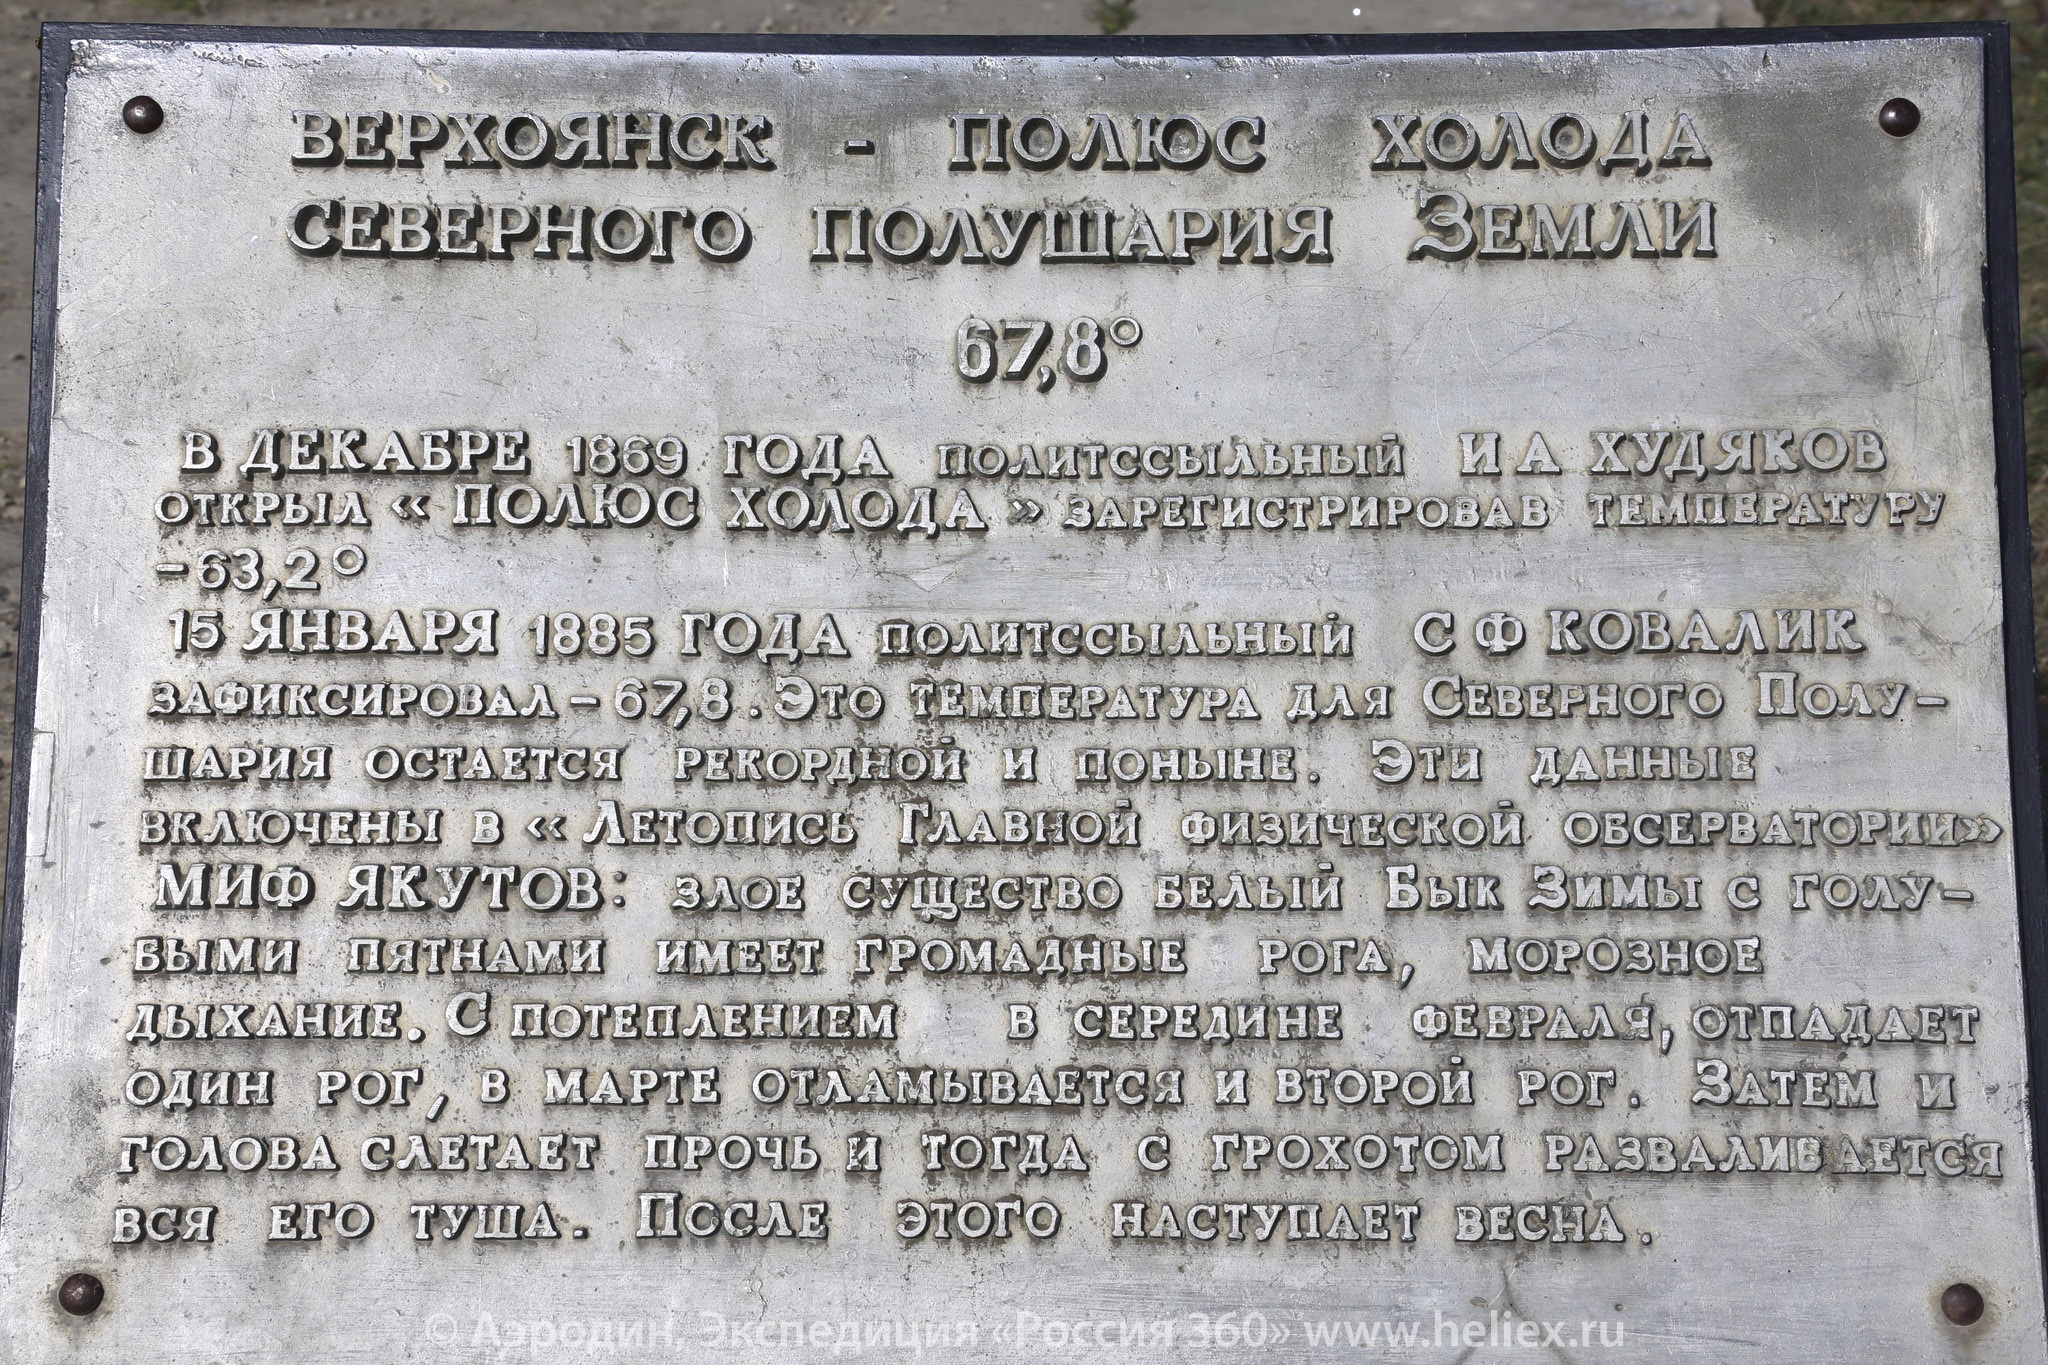 ВЕРХОЯНСК - ПОЛЮС ХОЛОДА
СЕВЕРНОГО ПОЛУШАРИЯ ЗЕМЛИ
67,8°
В ДЕКАБРЕ 1869 ГОДА ПОЛИТССЫЛЬНЫЙ И А ХУДЯКОВ
ОТКРЫЛ « ПОЛЮС ХОЛОДА » ЗАРЕГИСТРИРОВАВ ТЕМПЕРАТУРУ
-63,2°
15 ЯНВАРЯ 1885 ГОДА ПОЛИТССЫЛЬНЫЙ С Ф КОВАЛИК
ЗАФИКСИРОВАЛ - 67,8 . ЭТО ТЕМПЕРАТУРА ДЛЯ СЕВЕРНОГО ПОЛУ-
ШАРИЯ ОСТАЕТСЯ РЕКОРДНОЙ И ПОНЫНЕ. ЭТИ ДАННЫЕ
ВКЛЮЧЕНЫ В « ЛЕТОПИСЬ ГЛАВНОЙ ФИЗИЧЕСКОЙ ОБСЕРВАТОРИИ»
МИФ ЯКУТОВ: ЗЛОЕ СУЩЕСТВО БЕЛЫЙ БЫК ЗИМЫ С ГОЛУ-
БЫМИ ПЯТНАМИ ИМЕЕТ ГРОМАДНЫЕ РОГА, МОРОЗНОЕ
ДЫХАНИЕ. С ПОТЕПЛЕНИЕМ В СЕРЕДИНЕ ФЕВРАЛЯ, ОТПАДАЕТ
ОДИН РОГ, В МАРТЕ ОТЛАМЫВАЕТСЯ И ВТОРОЙ РОГ. ЗАТЕМ И
ГОЛОВА СЛЕТАЕТ ПРОЧЬ И ТОГДА С ГРОХОТОМ РАЗВАЛИВАЕТСЯ
ВСЯ ЕГО ТУША. ПОСЛЕ ЭТОГО НАСТУПАЕТ ВЕСНА.
© Аэродин, Экспедиция «Россия 360» www.heliex.ru